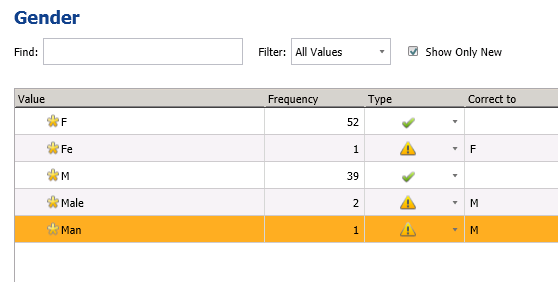 Gender
Find: Filter: All Values Show Only New
Value Frequency Type Correct to
F 52
Fe 1 F
M 39
Male 2 M
Man 1 M